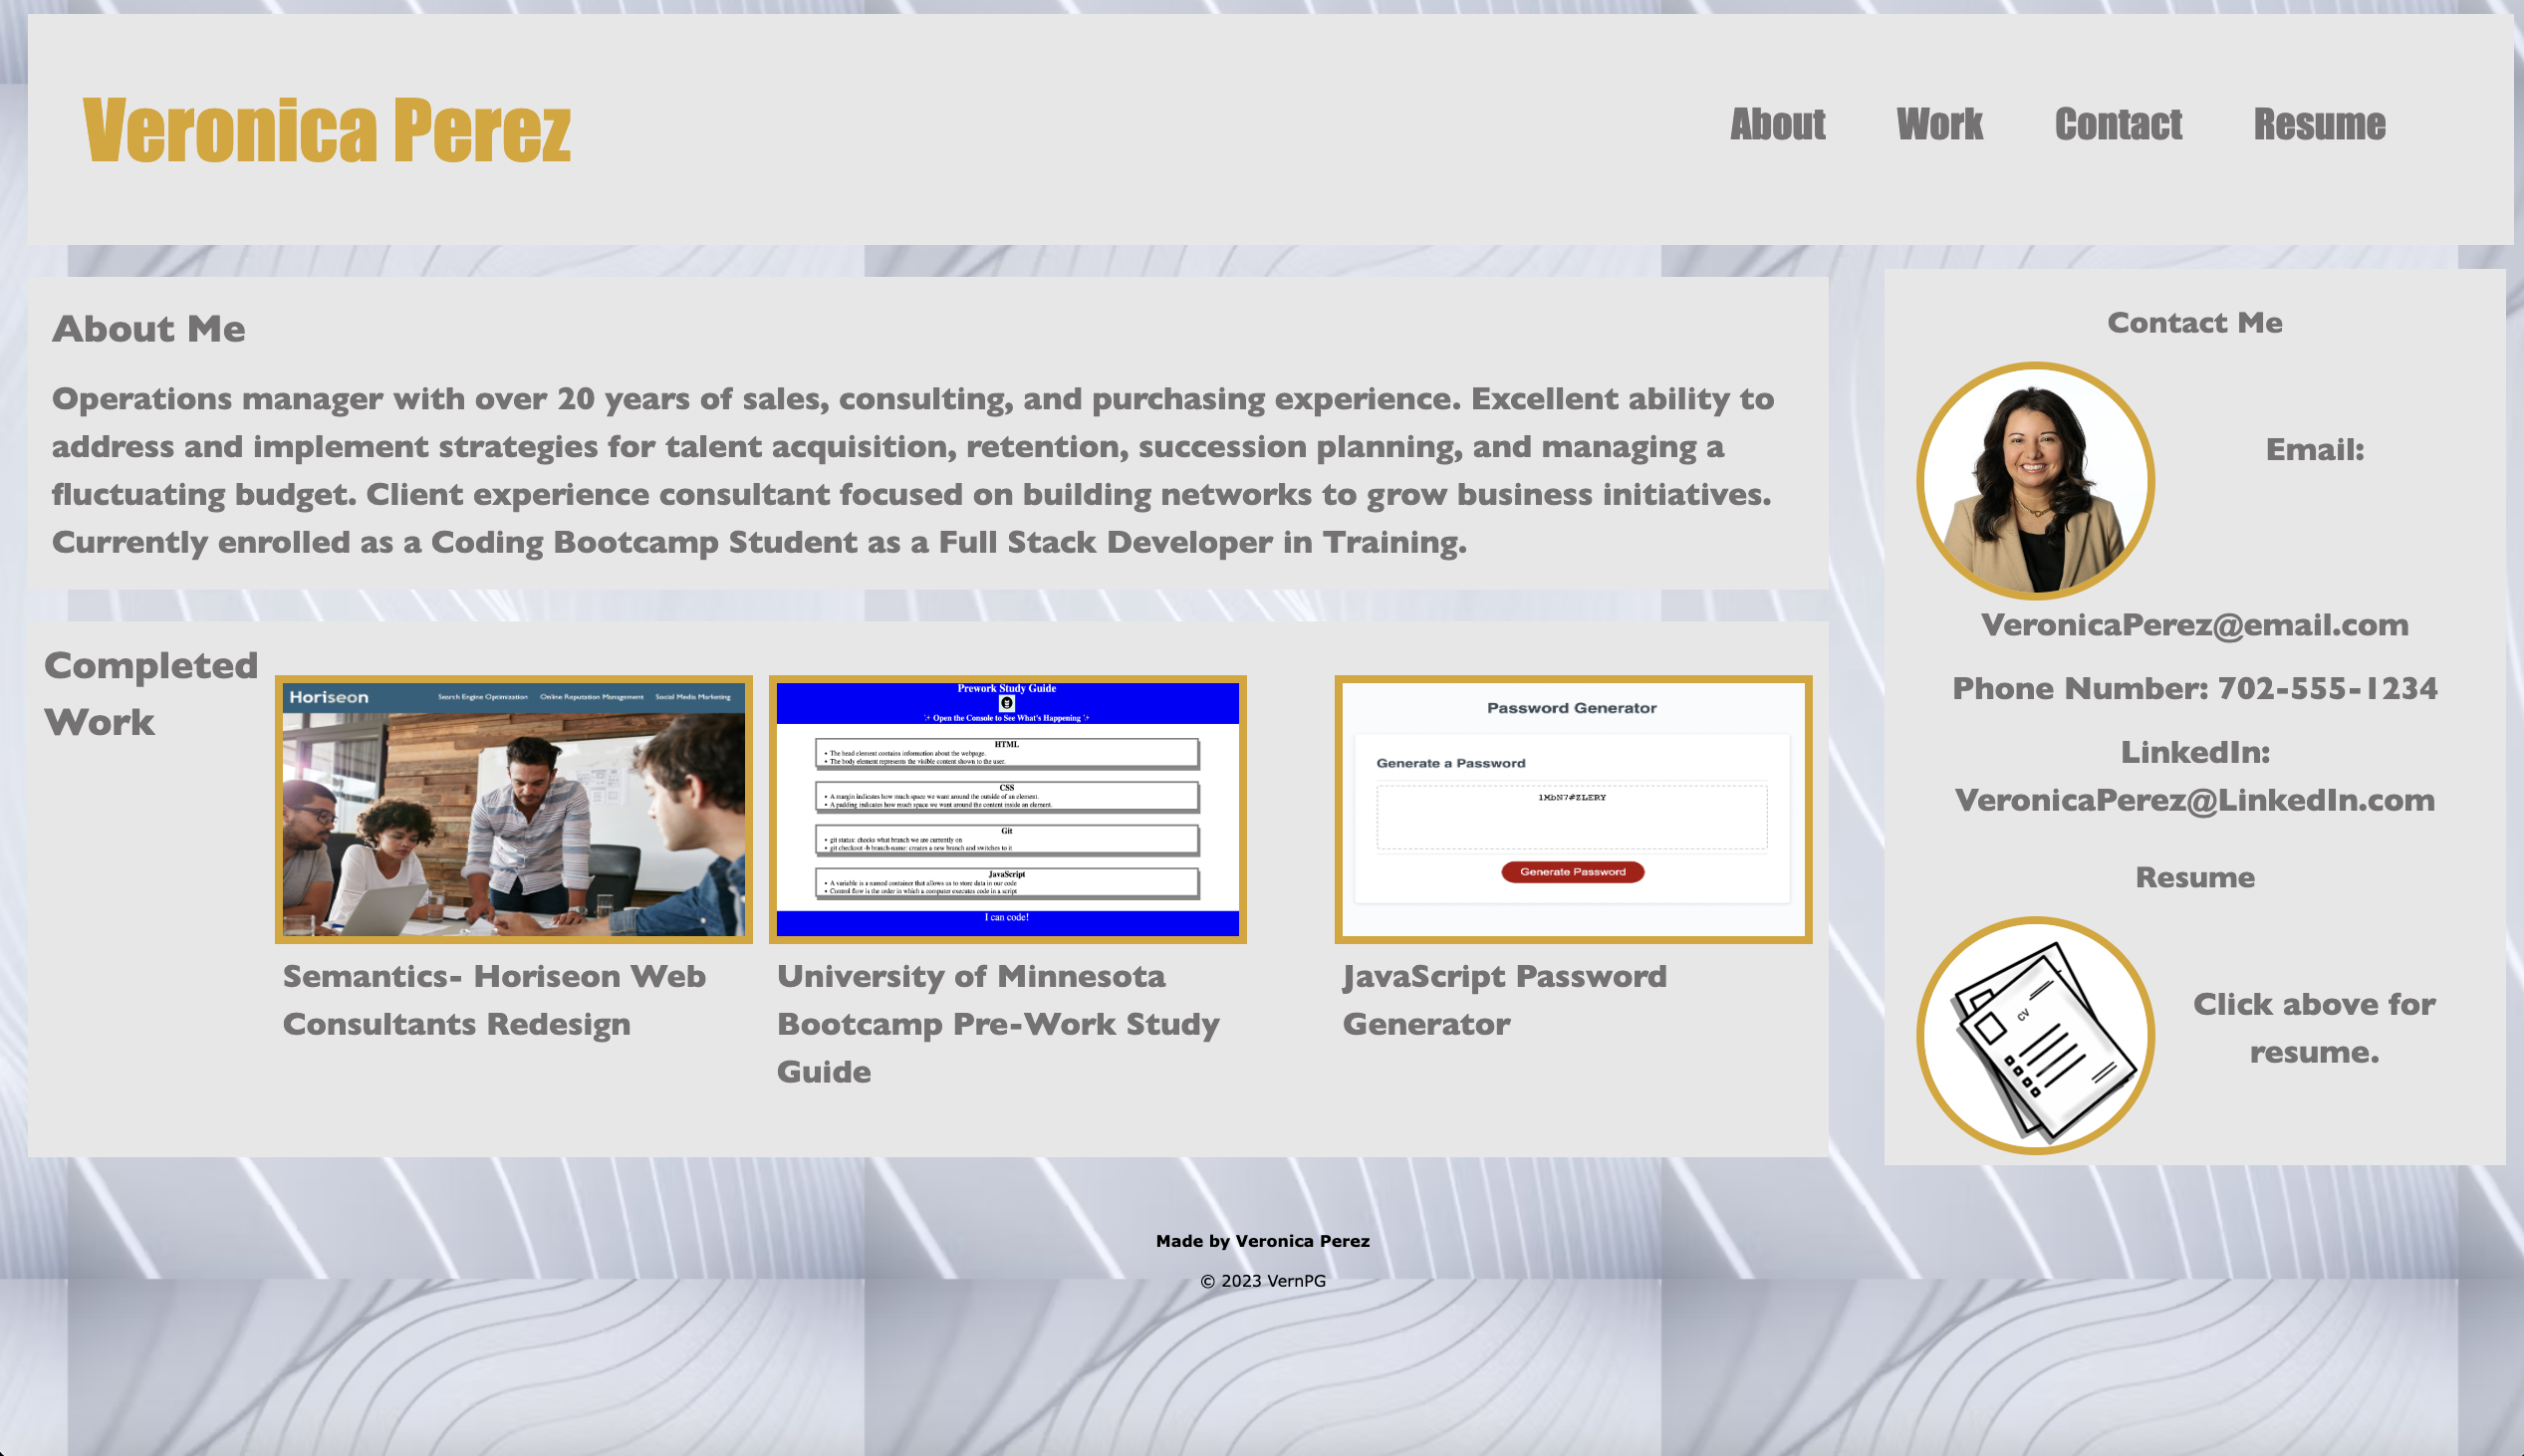 Veronica Perez
About Work Contact Resume
About Me
Operations manager with over 20 years of sales, consulting, and purchasing experience. Excellent ability to
address and implement strategies for talent acquisition, retention, succession planning, and managing a
fluctuating budget. Client experience consultant focused on building networks to grow business initiatives.
Currently enrolled as a Coding Bootcamp Student as a Full Stack Developer in Training.
Completed
Work
Horiseon
Search Engine Optimization Online Reputation Management Social Media Marketing
Semantics- Horiseon Web
Consultants Redesign
Prework Study Guide
✨ Open the Console to See What's Happening ✨
HTML
• The head element contains information about the webpage.
• The body element represents the visible content shown to the user.
CSS
• A margin indicates how much space we want around the outside of an element.
• A padding indicates how much space we want around the content inside an element.
Git
• git status: checks what branch we are currently on
• git checkout -b branch-name: creates a new branch and switches to it
JavaScript
• A variable is a named container that allows us to store data in our code
• Control flow is the order in which a computer executes code in a script
I can code!
University of Minnesota
Bootcamp Pre-Work Study
Guide
Password Generator
Generate a Password
1MbN7#ZLERY
Generate Password
JavaScript Password
Generator
Contact Me
Email:
VeronicaPerez@email.com
Phone Number: 702-555-1234
LinkedIn:
VeronicaPerez@LinkedIn.com
Resume
CV
Click above for
resume.
Made by Veronica Perez
© 2023 VernPG